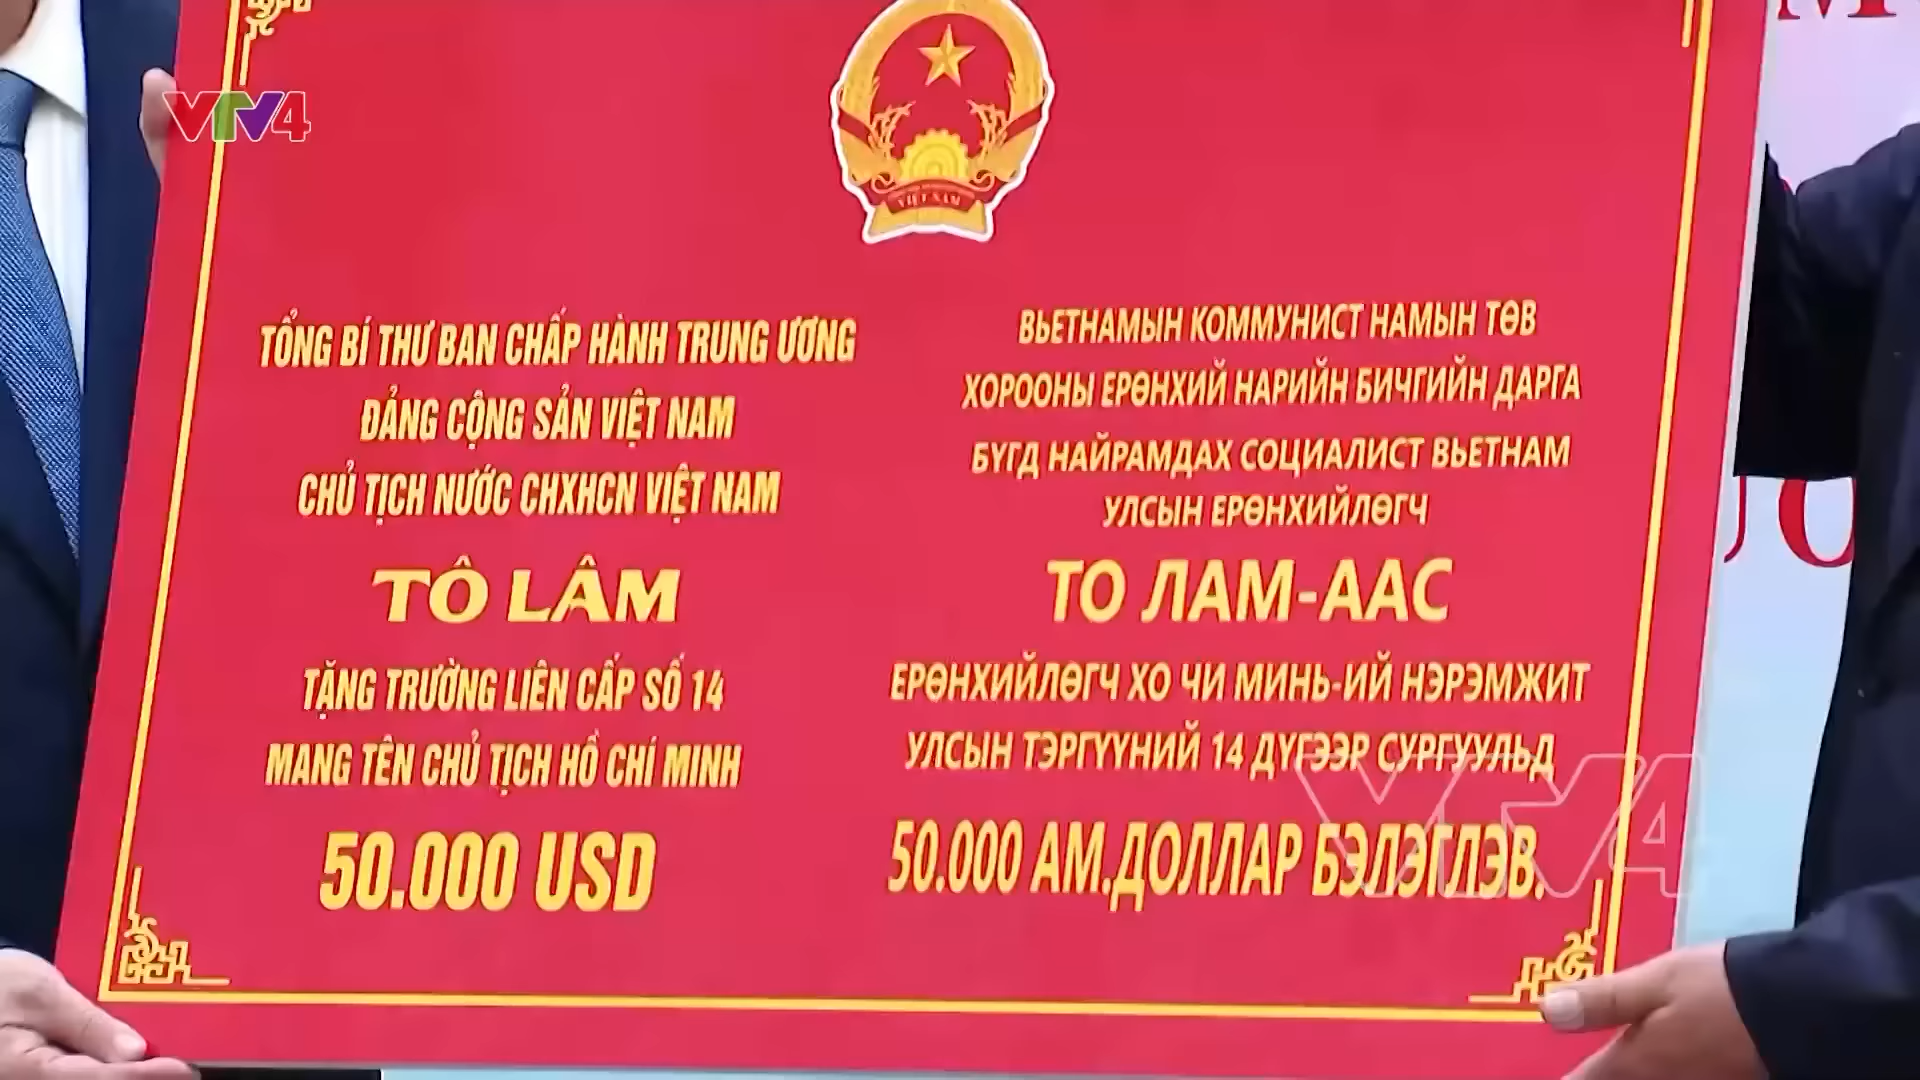 VTV4
VIỆT NAM
TỔNG BÍ THƯ BAN CHẤP HÀNH TRUNG ƯƠNG
ĐẢNG CỘNG SẢN VIỆT NAM
CHỦ TỊCH NƯỚC CHXHCN VIỆT NAM
TÔ LÂM
TẶNG TRƯỜNG LIÊN CẤP SỐ 14
MANG TÊN CHỦ TỊCH HỒ CHÍ MINH
50.000 USD
ВЬЕТНАМЫН КОММУНИСТ НАМЫН ТӨВ
ХОРООНЫ ЕРӨНХИЙ НАРИЙН БИЧГИЙН ДАРГА
БҮГД НАЙРАМДАХ СОЦИАЛИСТ ВЬЕТНАМ
УЛСЫН ЕРӨНХИЙЛӨГЧ
ТО ЛАМ-ААС
ЕРӨНХИЙЛӨГЧ ХО ЧИ МИНЬ-ИЙ НЭРЭМЖИТ
УЛСЫН ТЭРГҮҮНИЙ 14 ДҮГЭЭР СУРГУУЛЬД
50.000 АМ.ДОЛЛАР БЭЛЭГЛЭВ.
VTV4